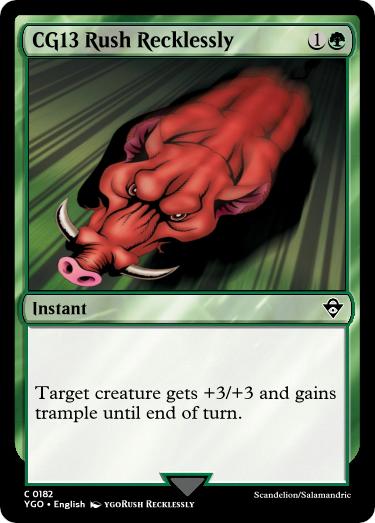 CG13 Rush Recklessly 1
Instant
Target creature gets +3/+3 and gains
trample until end of turn.
C 0182
YGO • English ygoRush Recklessly
Scandelion/Salamandric